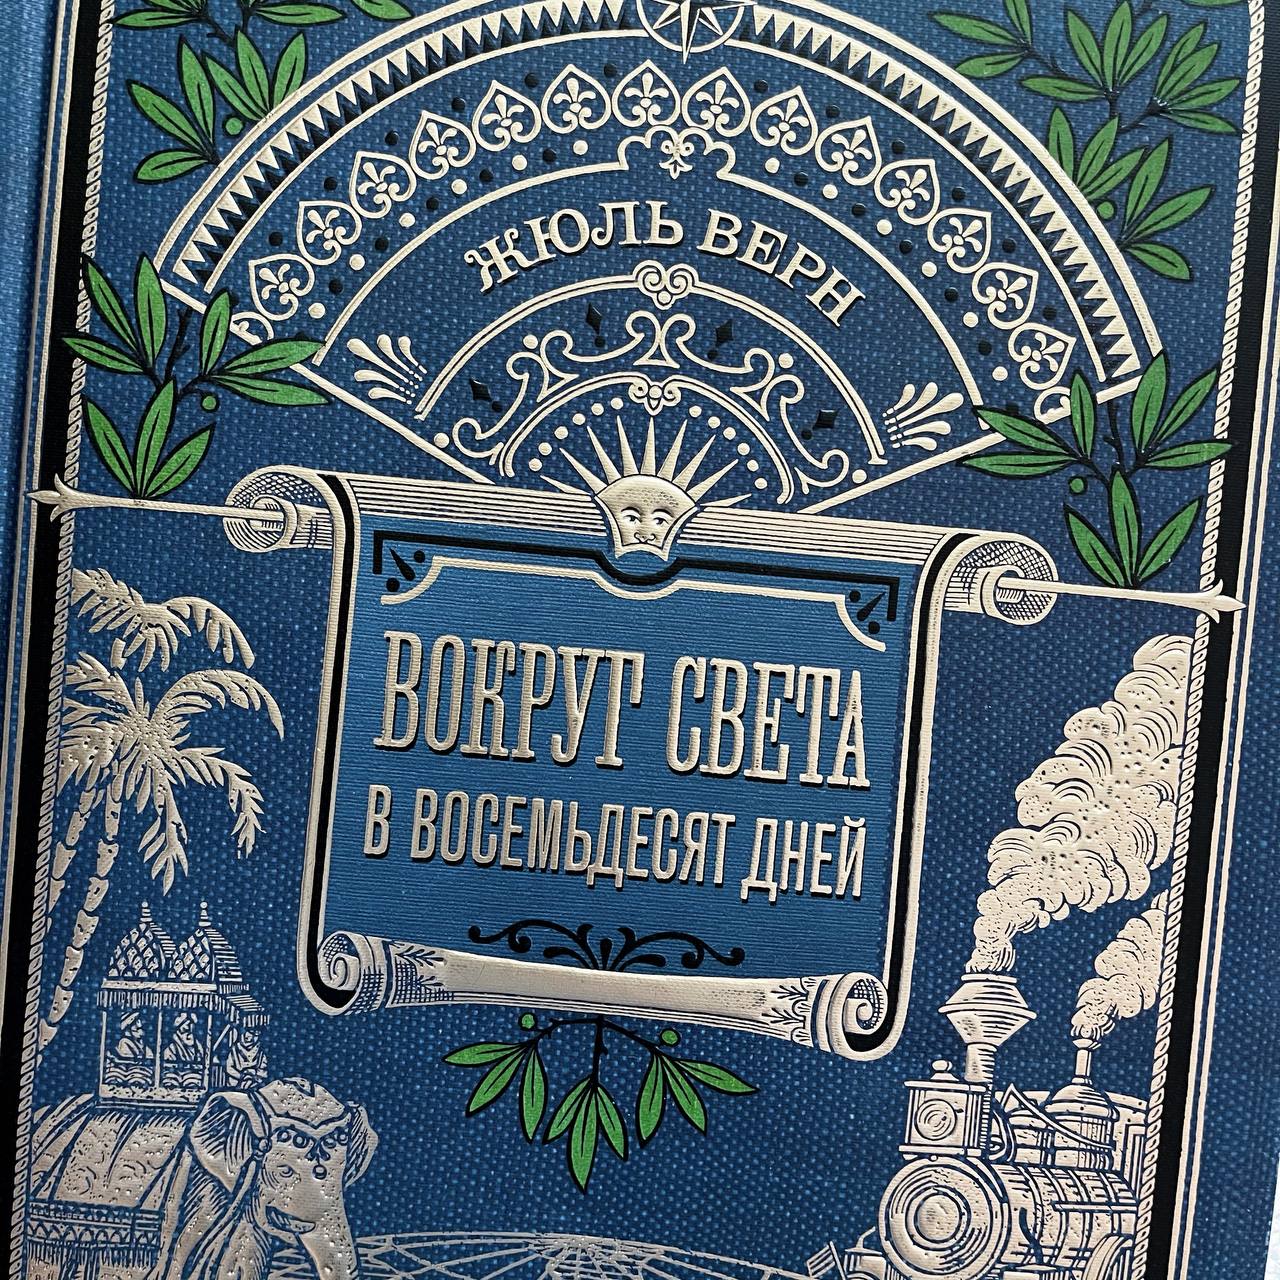 ЖЮЛЬ ВЕРН
ВОКРУГ СВЕТА
В ВОСЕМЬДЕСЯТ ДНЕЙ